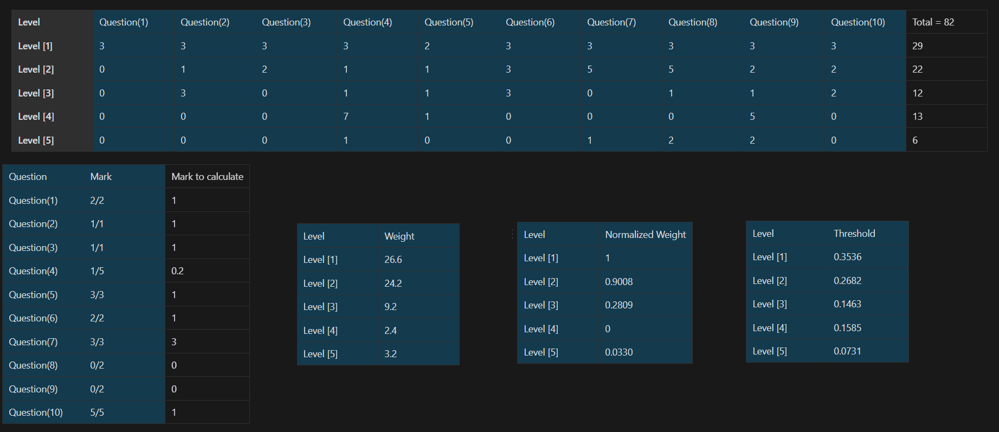 Level Question(1) Question(2) Question(3) Question(4) Question(5) Question(6) Question(7) Question(8) Question(9) Question(10) Total = 82
Level [1] 3 3 3 3 2 3 3 3 3 3 29
Level [2] 0 1 2 1 1 3 5 5 2 2 22
Level [3] 0 3 0 1 1 3 0 1 1 2 12
Level [4] 0 0 0 7 1 0 0 0 5 0 13
Level [5] 0 0 0 1 0 0 1 2 2 0 6
Question Mark Mark to calculate
Question(1) 2/2 1
Question(2) 1/1 1
Question(3) 1/1 1
Question(4) 1/5 0.2
Question(5) 3/3 1
Question(6) 2/2 1
Question(7) 3/3 3
Question(8) 0/2 0
Question(9) 0/2 0
Question(10) 5/5 1
Level Weight
Level [1] 26.6
Level [2] 24.2
Level [3] 9.2
Level [4] 2.4
Level [5] 3.2
Level Normalized Weight
Level [1] 1
Level [2] 0.9008
Level [3] 0.2809
Level [4] 0
Level [5] 0.0330
Level Threshold
Level [1] 0.3536
Level [2] 0.2682
Level [3] 0.1463
Level [4] 0.1585
Level [5] 0.0731